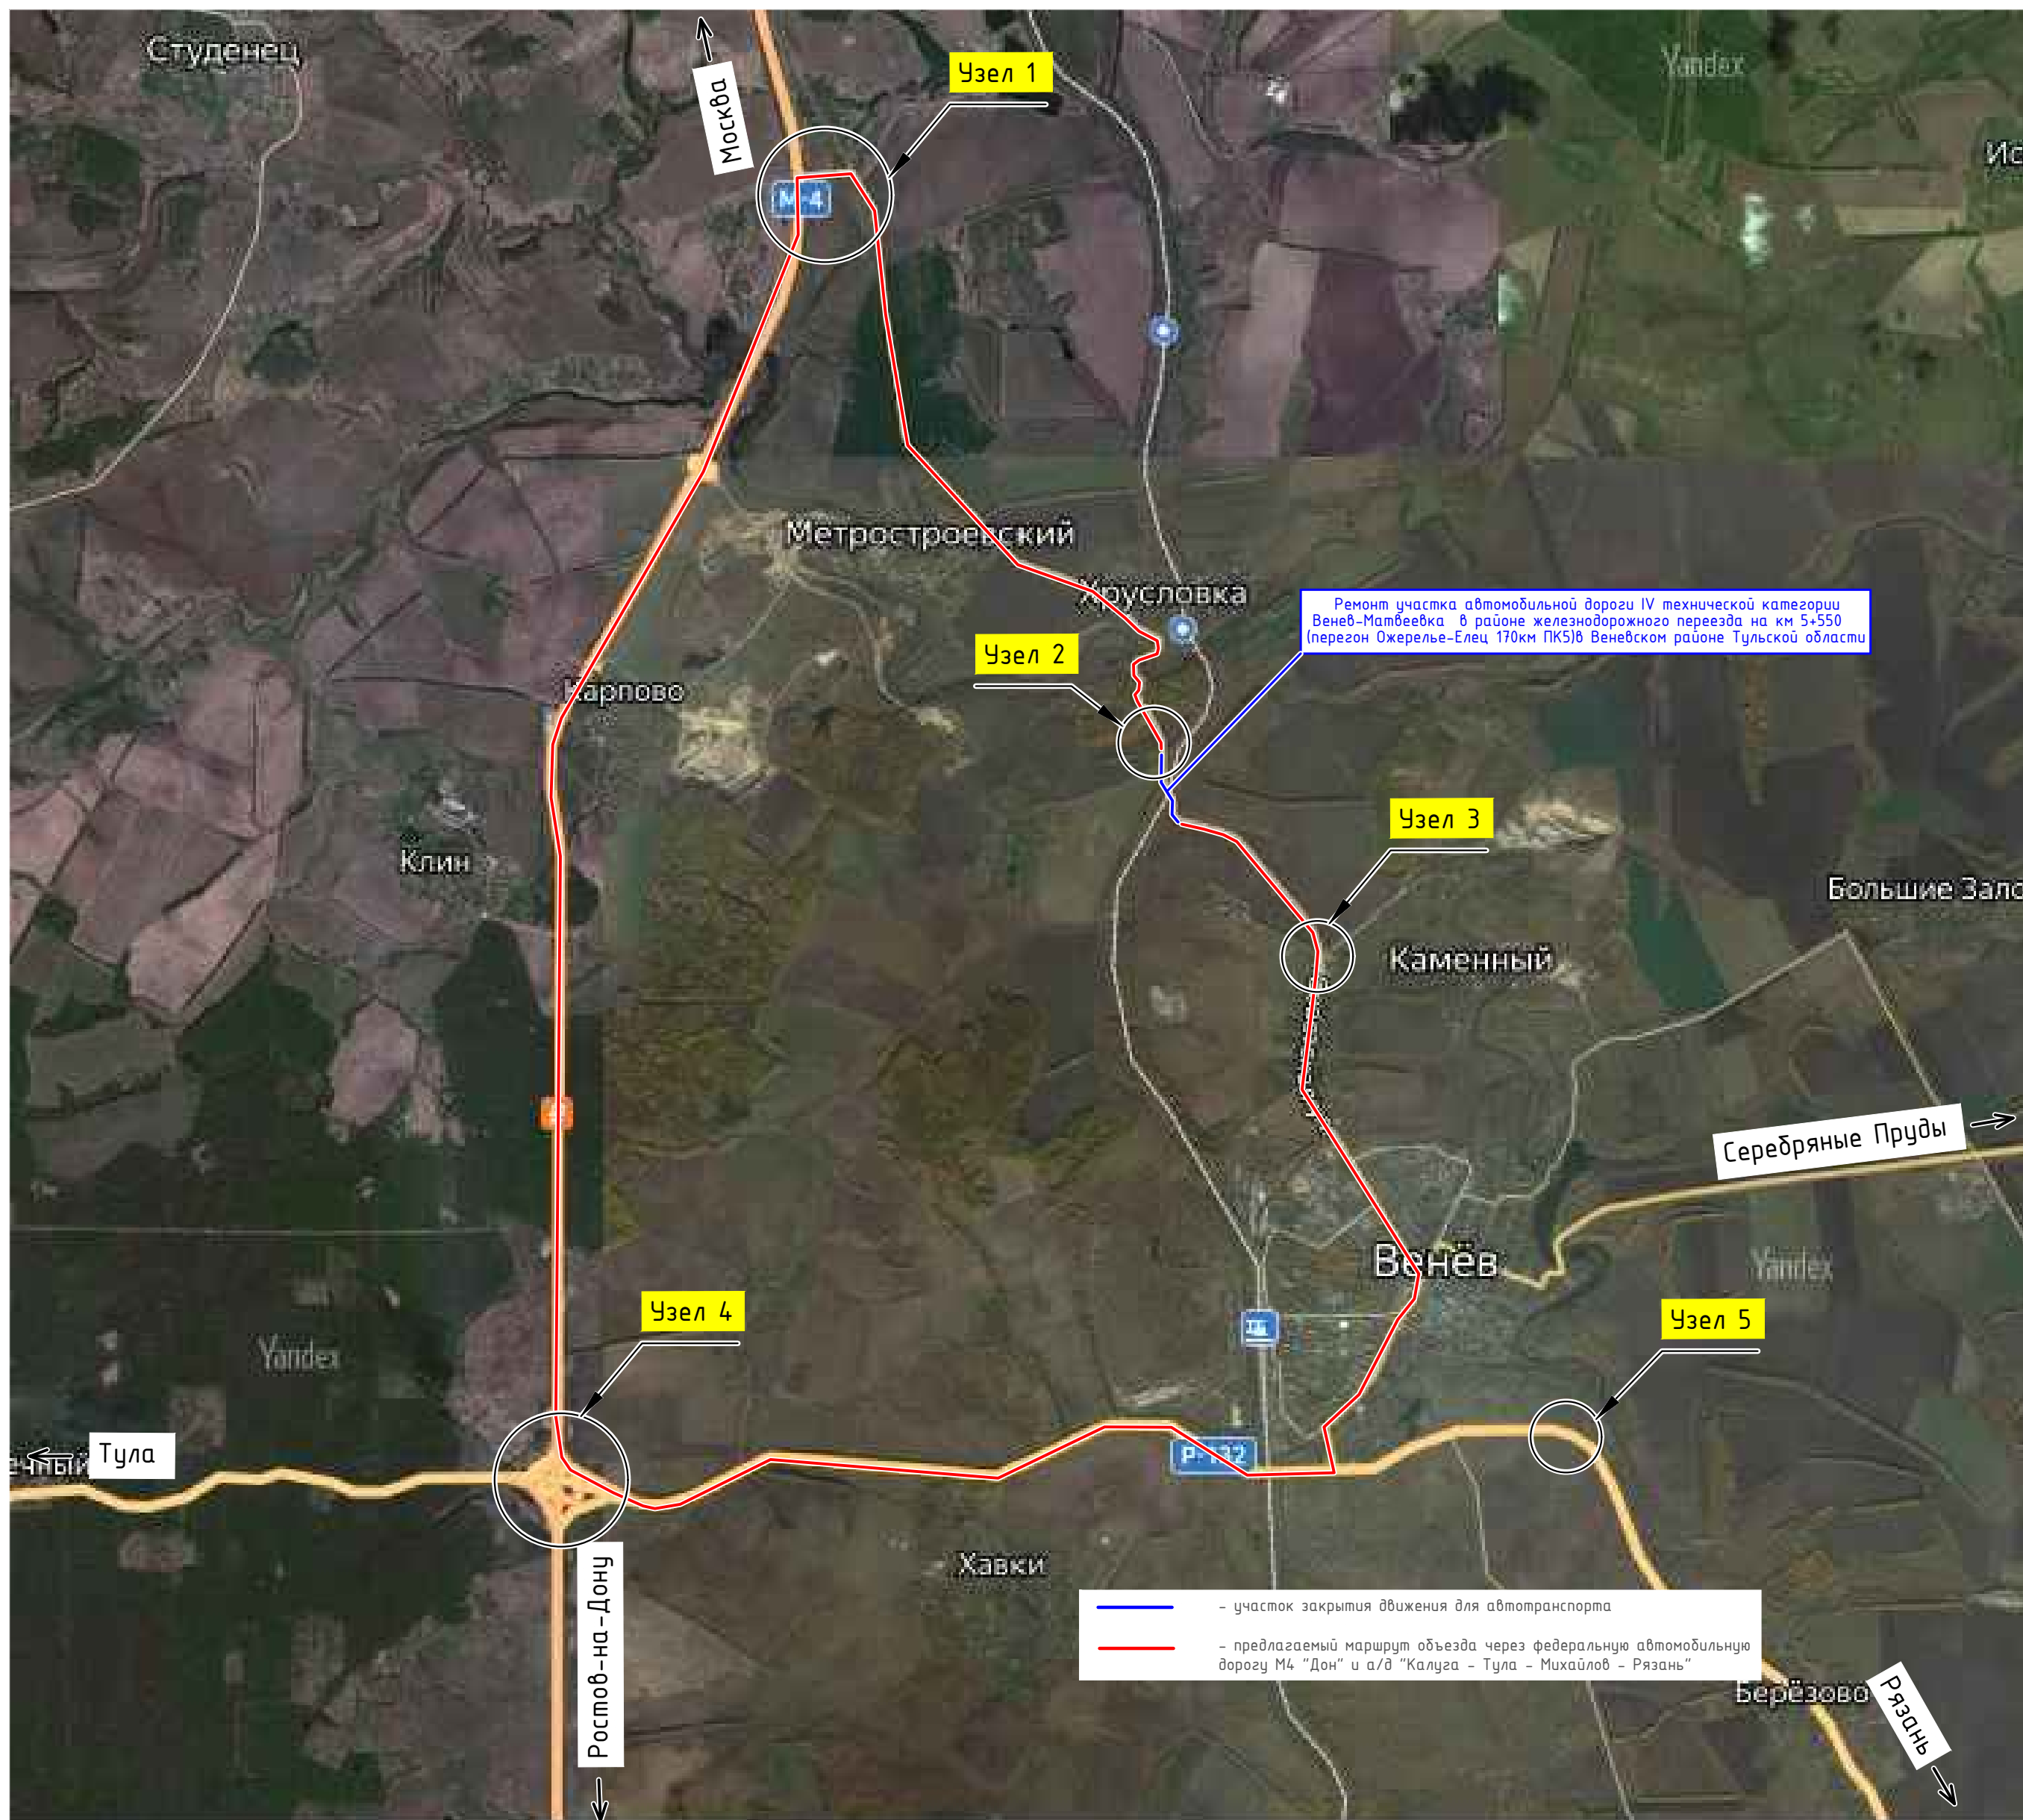 Студенец
Москва
Узел 1
Yandex
Ис
М-4
Метростроевский
Хрусловка
Ремонт участка автомобильной дороги IV технической категории
Венев-Матвеевка в районе железнодорожного переезда на км 5+550
(перегон Ожерелье-Елец 170км ПК5)в Веневском районе Тульской области
Узел 2
Карпово
Узел 3
Клин
Большие Зало
Каменный
Серебряные Пруды
Венёв
Yandex
Узел 4
Узел 5
Yandex
Тула
ечный
Р-132
Ростов-на-Дону
Хавки
- участок закрытия движения для автотранспорта
- предлагаемый маршрут объезда через федеральную автомобильную
дорогу М4 "Дон" и а/д "Калуга - Тула - Михайлов - Рязань"
Берёзово
Рязань